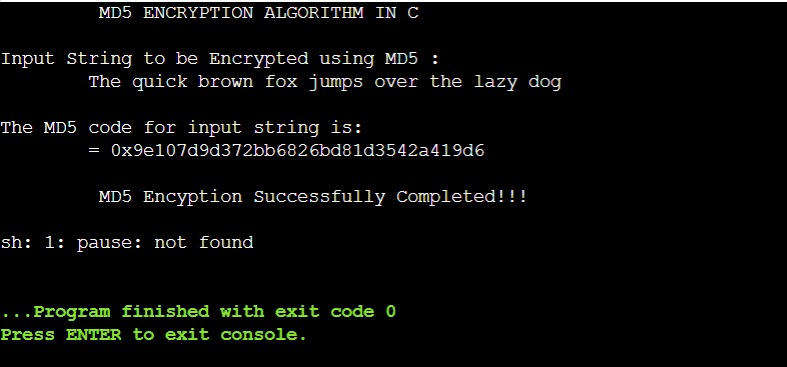 MD5 ENCRYPTION ALGORITHM IN C
Input String to be Encrypted using MD5 :
The quick brown fox jumps over the lazy dog
The MD5 code for input string is:
= 0x9e107d9d372bb6826bd81d3542a419d6
MD5 Encyption Successfully Completed!!!
sh: 1: pause: not found
...Program finished with exit code 0
Press ENTER to exit console.